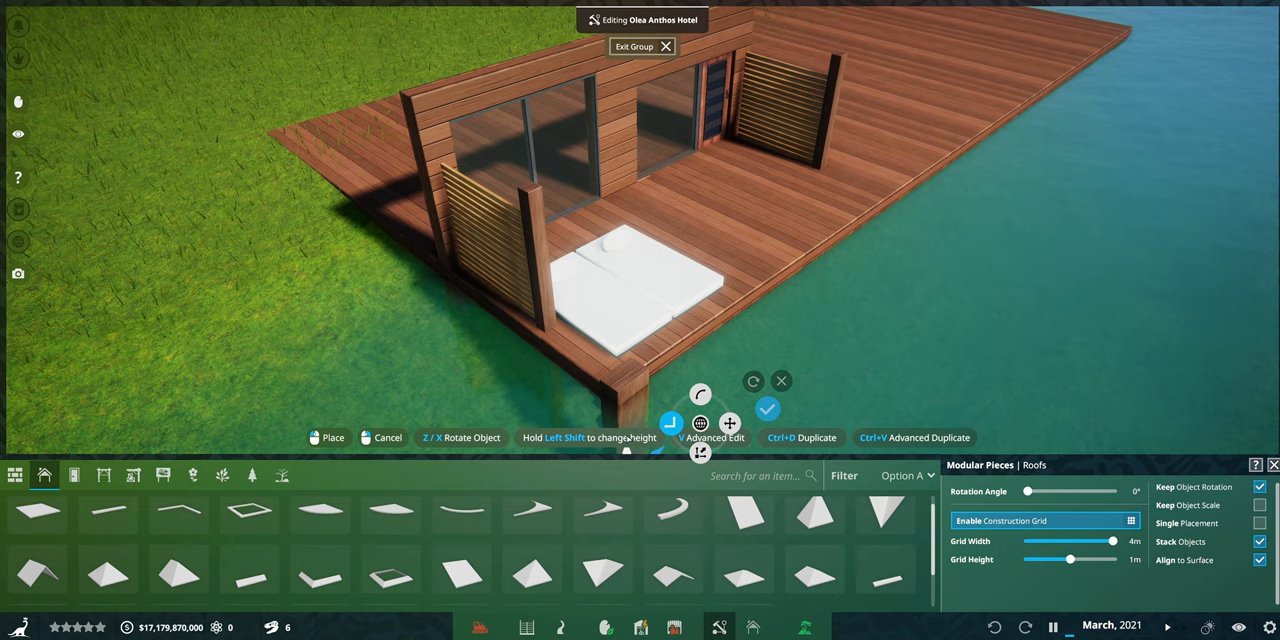 Editing Olea Anthos Hotel
Exit Group
Place
Cancel
Z / X Rotate Object
Hold Left Shift to change height
V Advanced Edit
Ctrl+D Duplicate
Ctrl+V Advanced Duplicate
Search for an item...
Filter
Option A
Modular Pieces | Roofs
?
Rotation Angle
0°
Enable Construction Grid
Grid Width
4m
Grid Height
1m
Keep Object Rotation
Keep Object Scale
Single Placement
Stack Objects
Align to Surface
$17,179,870,000
0
6
March, 2021